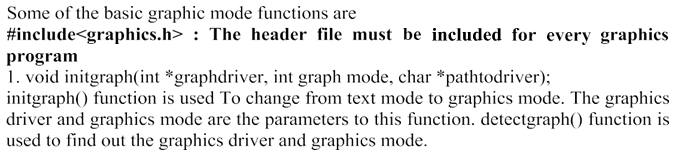 Some of the basic graphic mode functions are
#include<graphics.h> : The header file must be included for every graphics
program
1. void initgraph(int *graphdriver, int graph mode, char *pathtodriver);
initgraph() function is used To change from text mode to graphics mode. The graphics
driver and graphics mode are the parameters to this function. detectgraph() function is
used to find out the graphics driver and graphics mode.